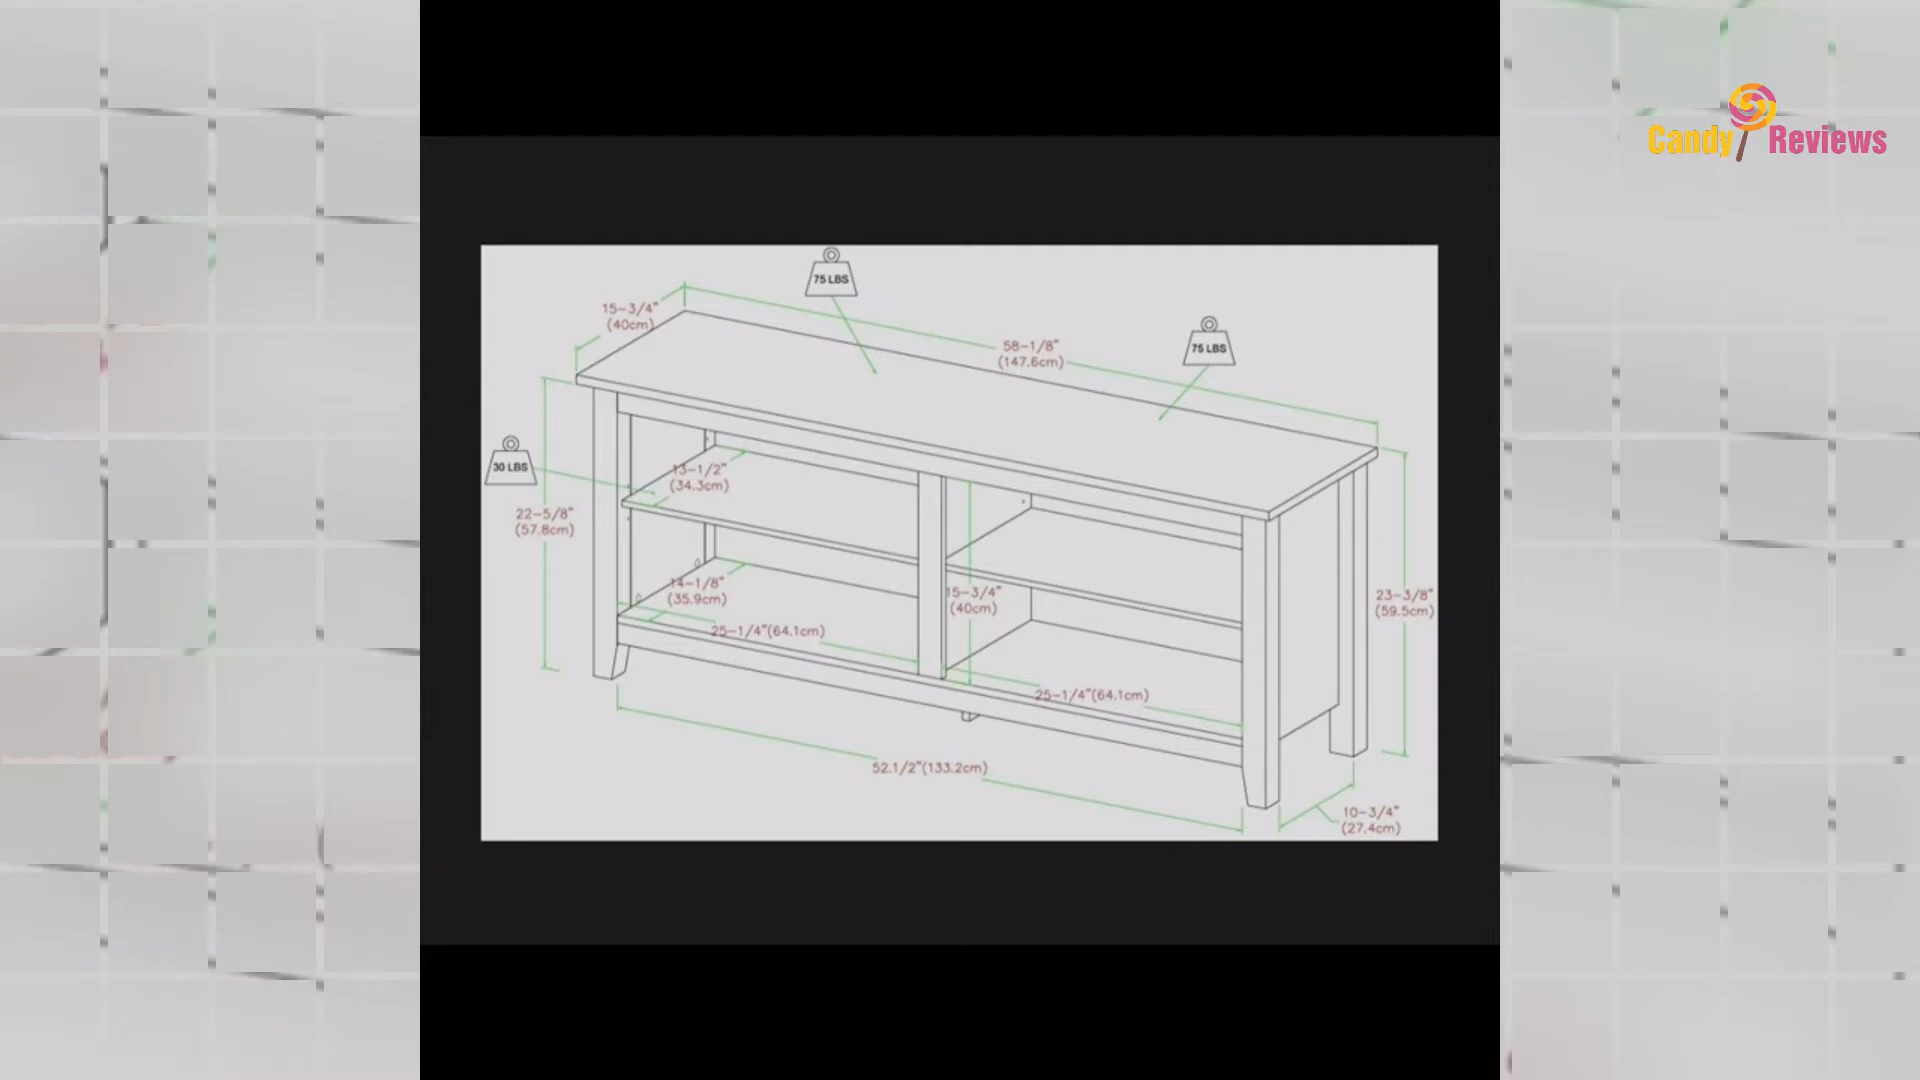 Candy Reviews
75 LBS
15-3/4"
(40cm)
58-1/8"
(147.6cm)
75 LBS
30 LBS
13-1/2"
(34.3cm)
22-5/8"
(57.8cm)
14-1/8"
(35.9cm)
15-3/4"
(40cm)
23-3/8"
(59.5cm)
25-1/4"(64.1cm)
25-1/4"(64.1cm)
52.1/2"(133.2cm)
10-3/4"
(27.4cm)